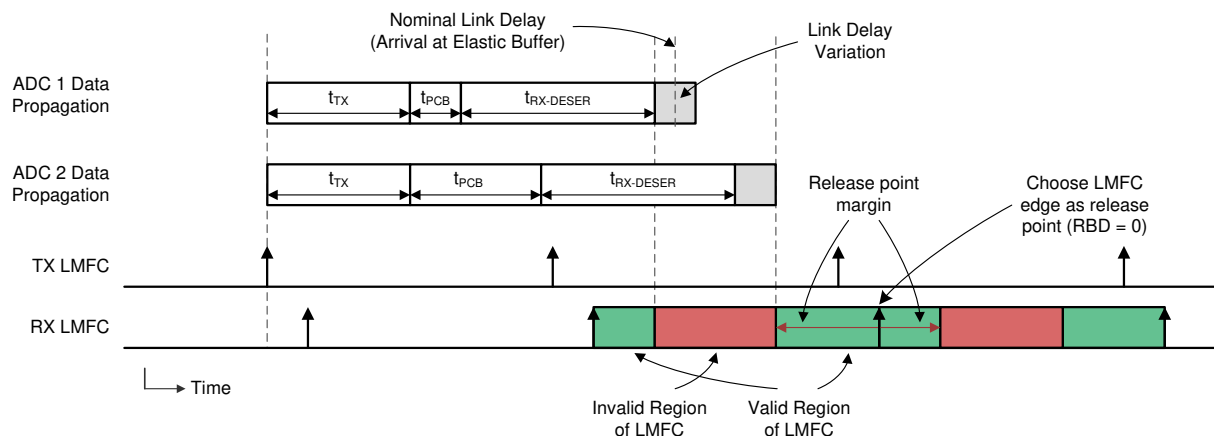 Nominal Link Delay
(Arrival at Elastic Buffer)
Link Delay
Variation
ADC 1 Data
Propagation
tTX
tPCB
tRX-DESER
ADC 2 Data
Propagation
tTX
tPCB
tRX-DESER
Release point
margin
Choose LMFC
edge as release
point (RBD = 0)
TX LMFC
RX LMFC
Time
Invalid Region
of LMFC
Valid Region
of LMFC